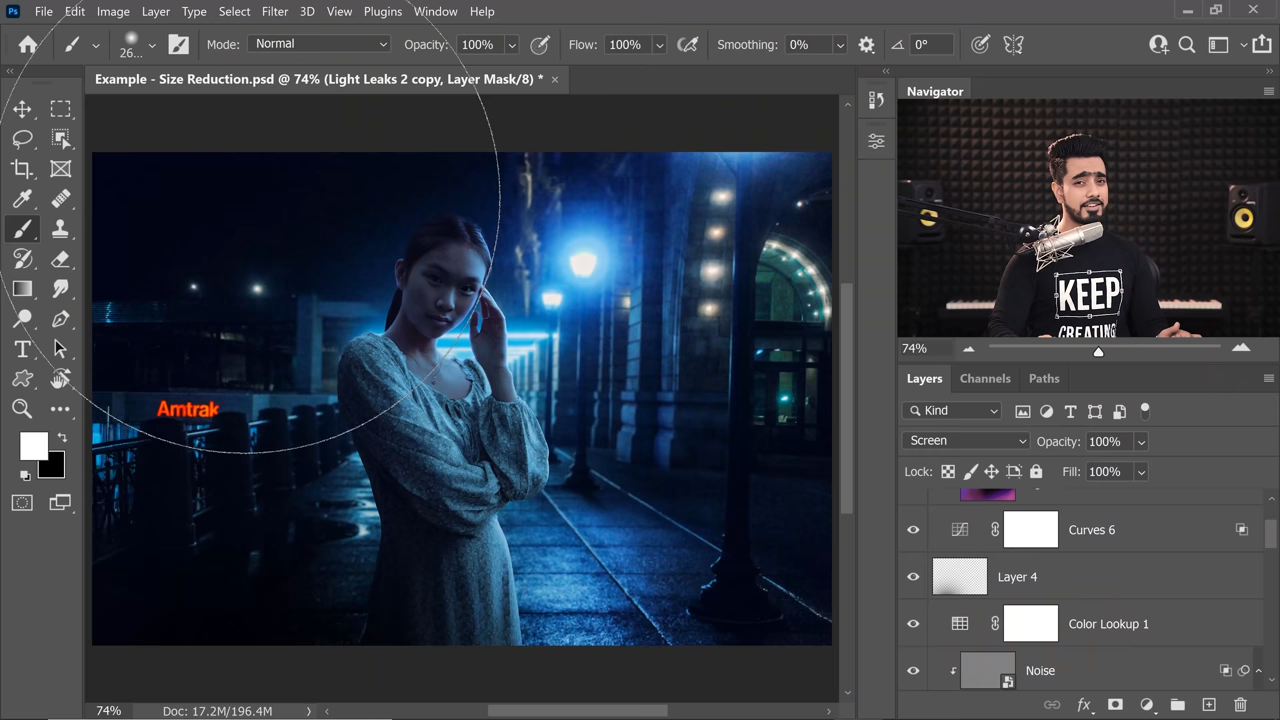 Ps File Edit Image Layer Type Select Filter 3D View Plugins Window Help
26... Mode: Normal Opacity: 100% Flow: 100% Smoothing: 0% 0°
Example - Size Reduction.psd @ 74% (Light Leaks 2 copy, Layer Mask/8) *
Navigator
KEEP
CREATING
Amtrak
74%
Layers Channels Paths
Kind
Screen Opacity: 100%
Lock: Fill: 100%
Curves 6
Layer 4
fx
Color Lookup 1
Noise
74% Doc: 17.2M/196.4M